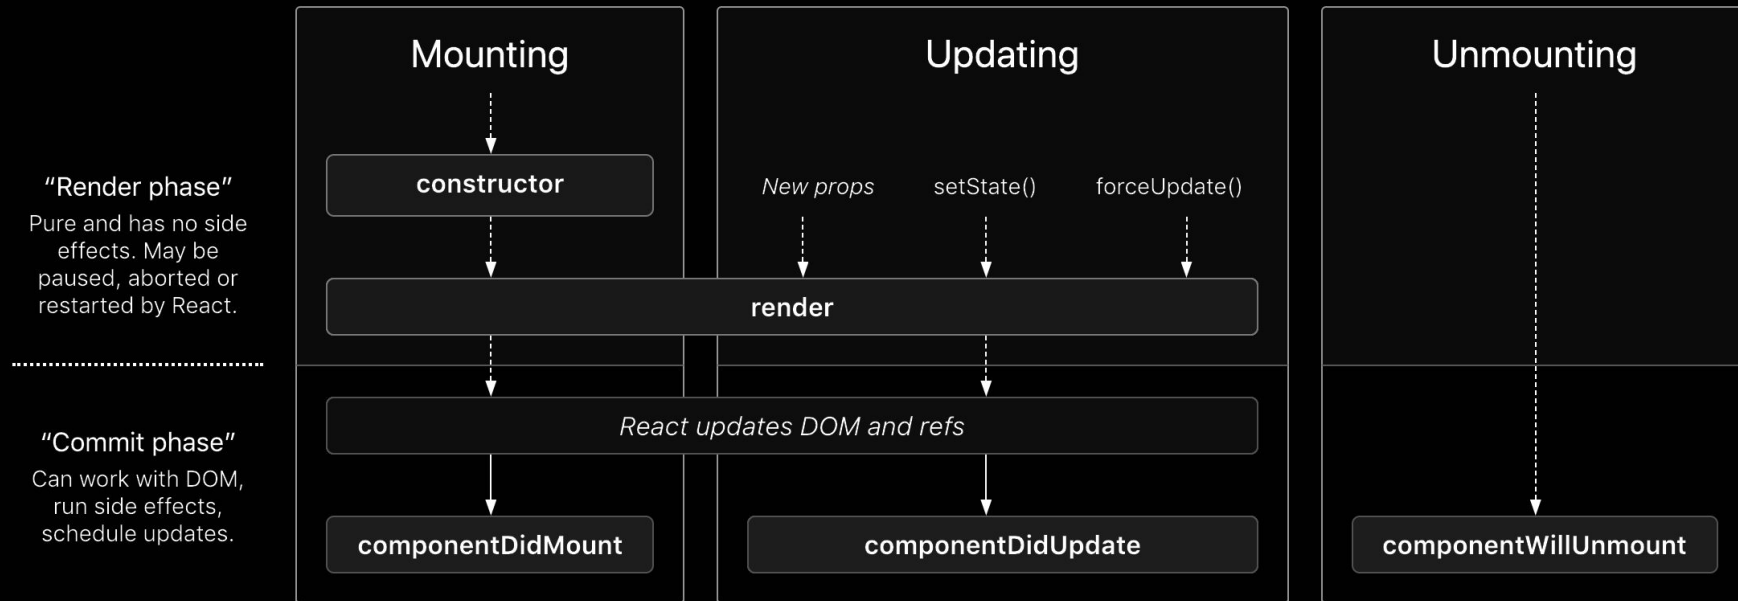 Mounting
Updating
Unmounting
“Render phase”
Pure and has no side
effects. May be
paused, aborted or
restarted by React.
constructor
New props
setState()
forceUpdate()
render
“Commit phase”
Can work with DOM,
run side effects,
schedule updates.
React updates DOM and refs
componentDidMount
componentDidUpdate
componentWillUnmount